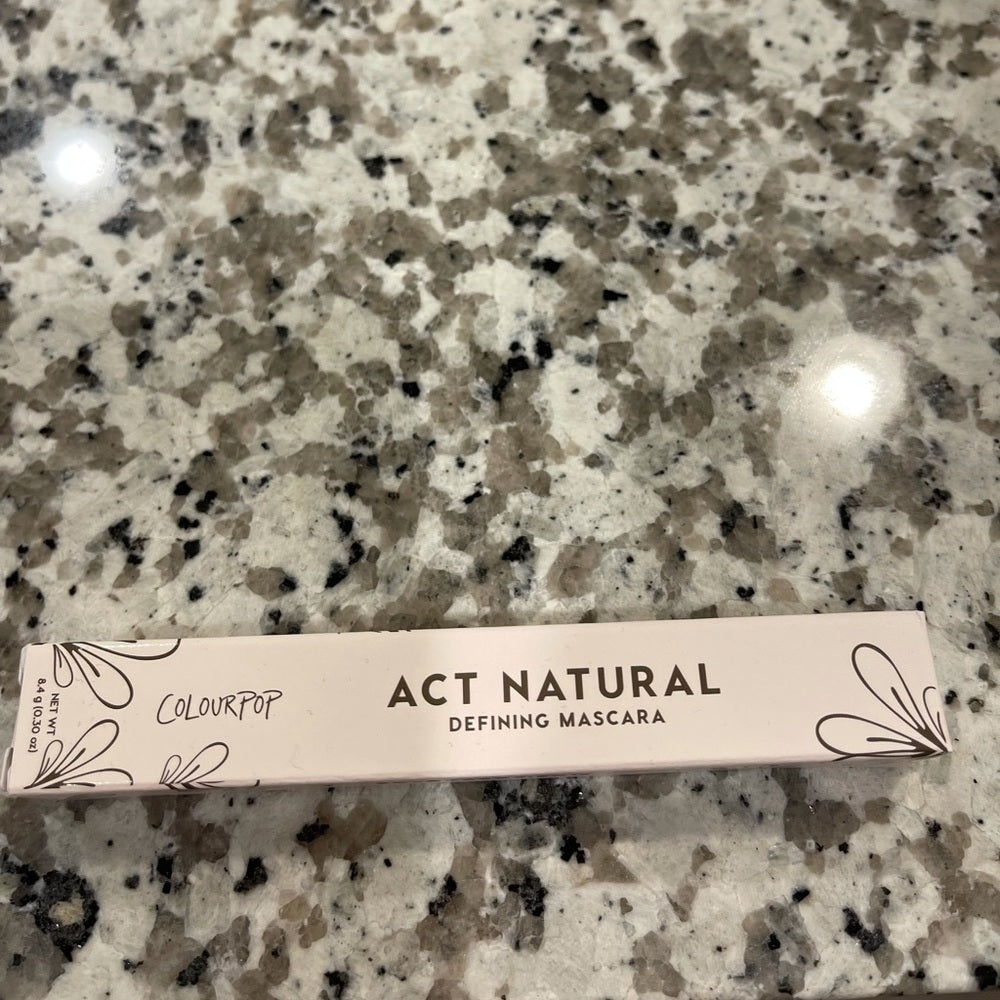 COLOURPOP
ACT NATURAL
DEFINING MASCARA
NET WT
8.4 g (0.30 oz)